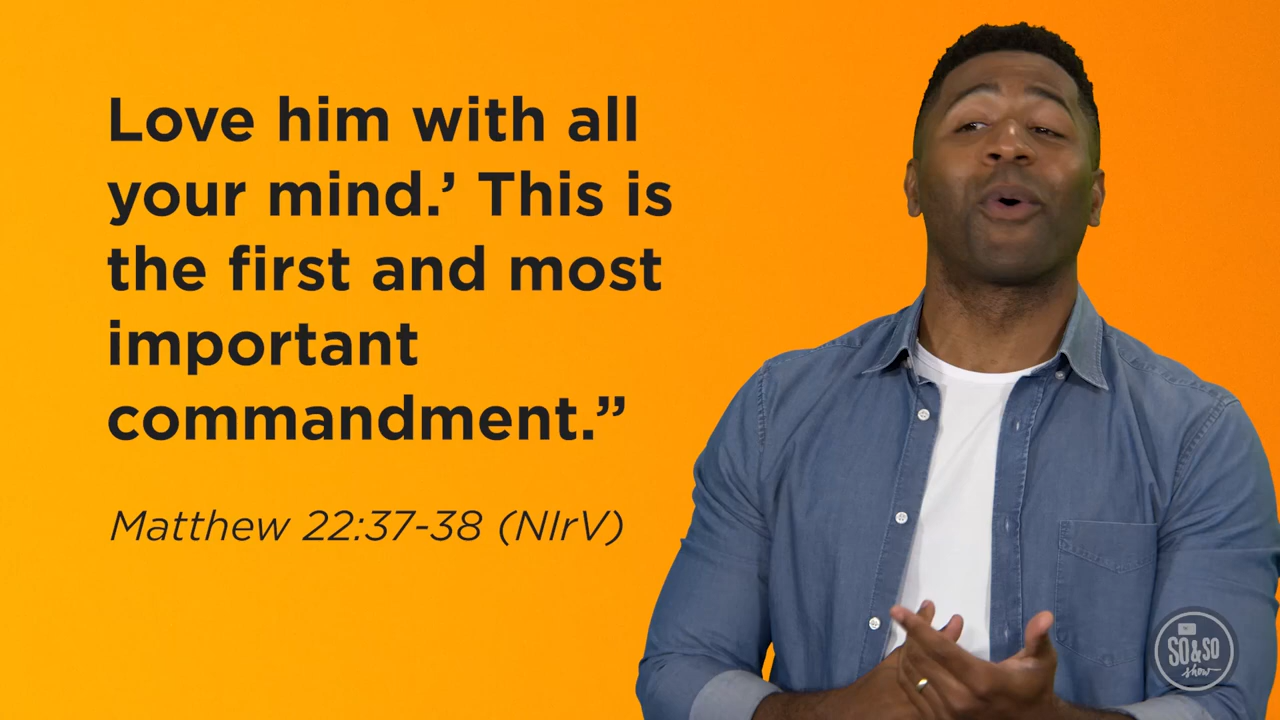 Love him with all
your mind.’ This is
the first and most
important
commandment.”
Matthew 22:37-38 (NIrV)
SO & SO
show